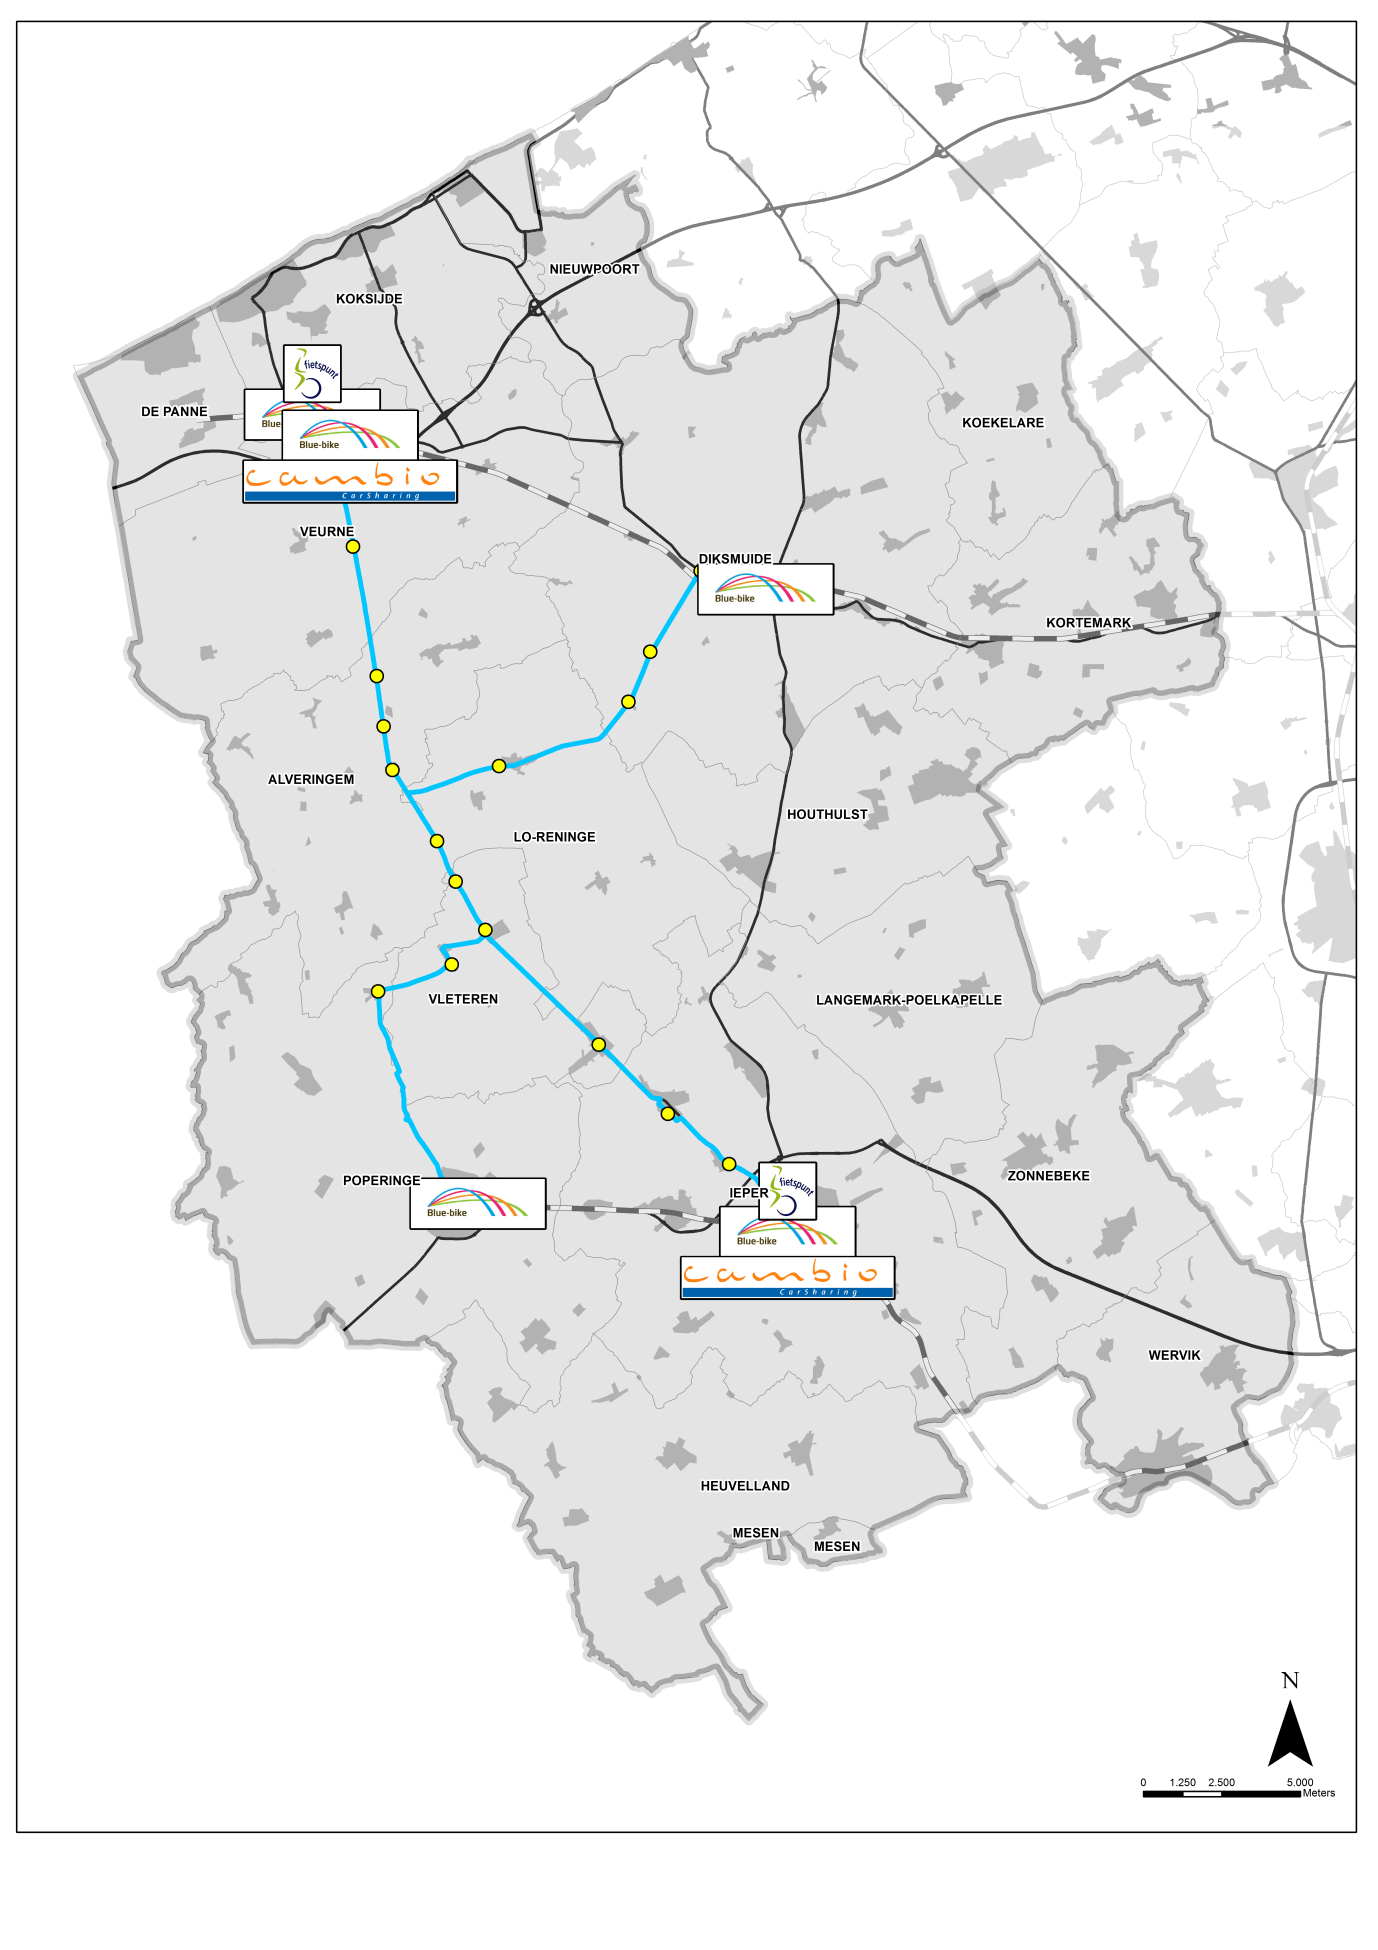 NIEUWPOORT
KOKSIJDE
fietspunt
DE PANNE
Blue-
KOEKELARE
Blue-bike
cambio
CarSharing
VEURNE
DIKSMUIDE
Blue-bike
KORTEMARK
ALVERINGEM
HOUTHULST
LO-RENINGE
VLETEREN
LANGEMARK-POELKAPELLE
POPERINGE
ZONNEBEKE
IEPER
fietspunt
Blue-bike
Blue-bike
cambio
CarSharing
WERVIK
HEUVELLAND
MESEN
MESEN
N
0 1.250 2.500 5.000
Meters